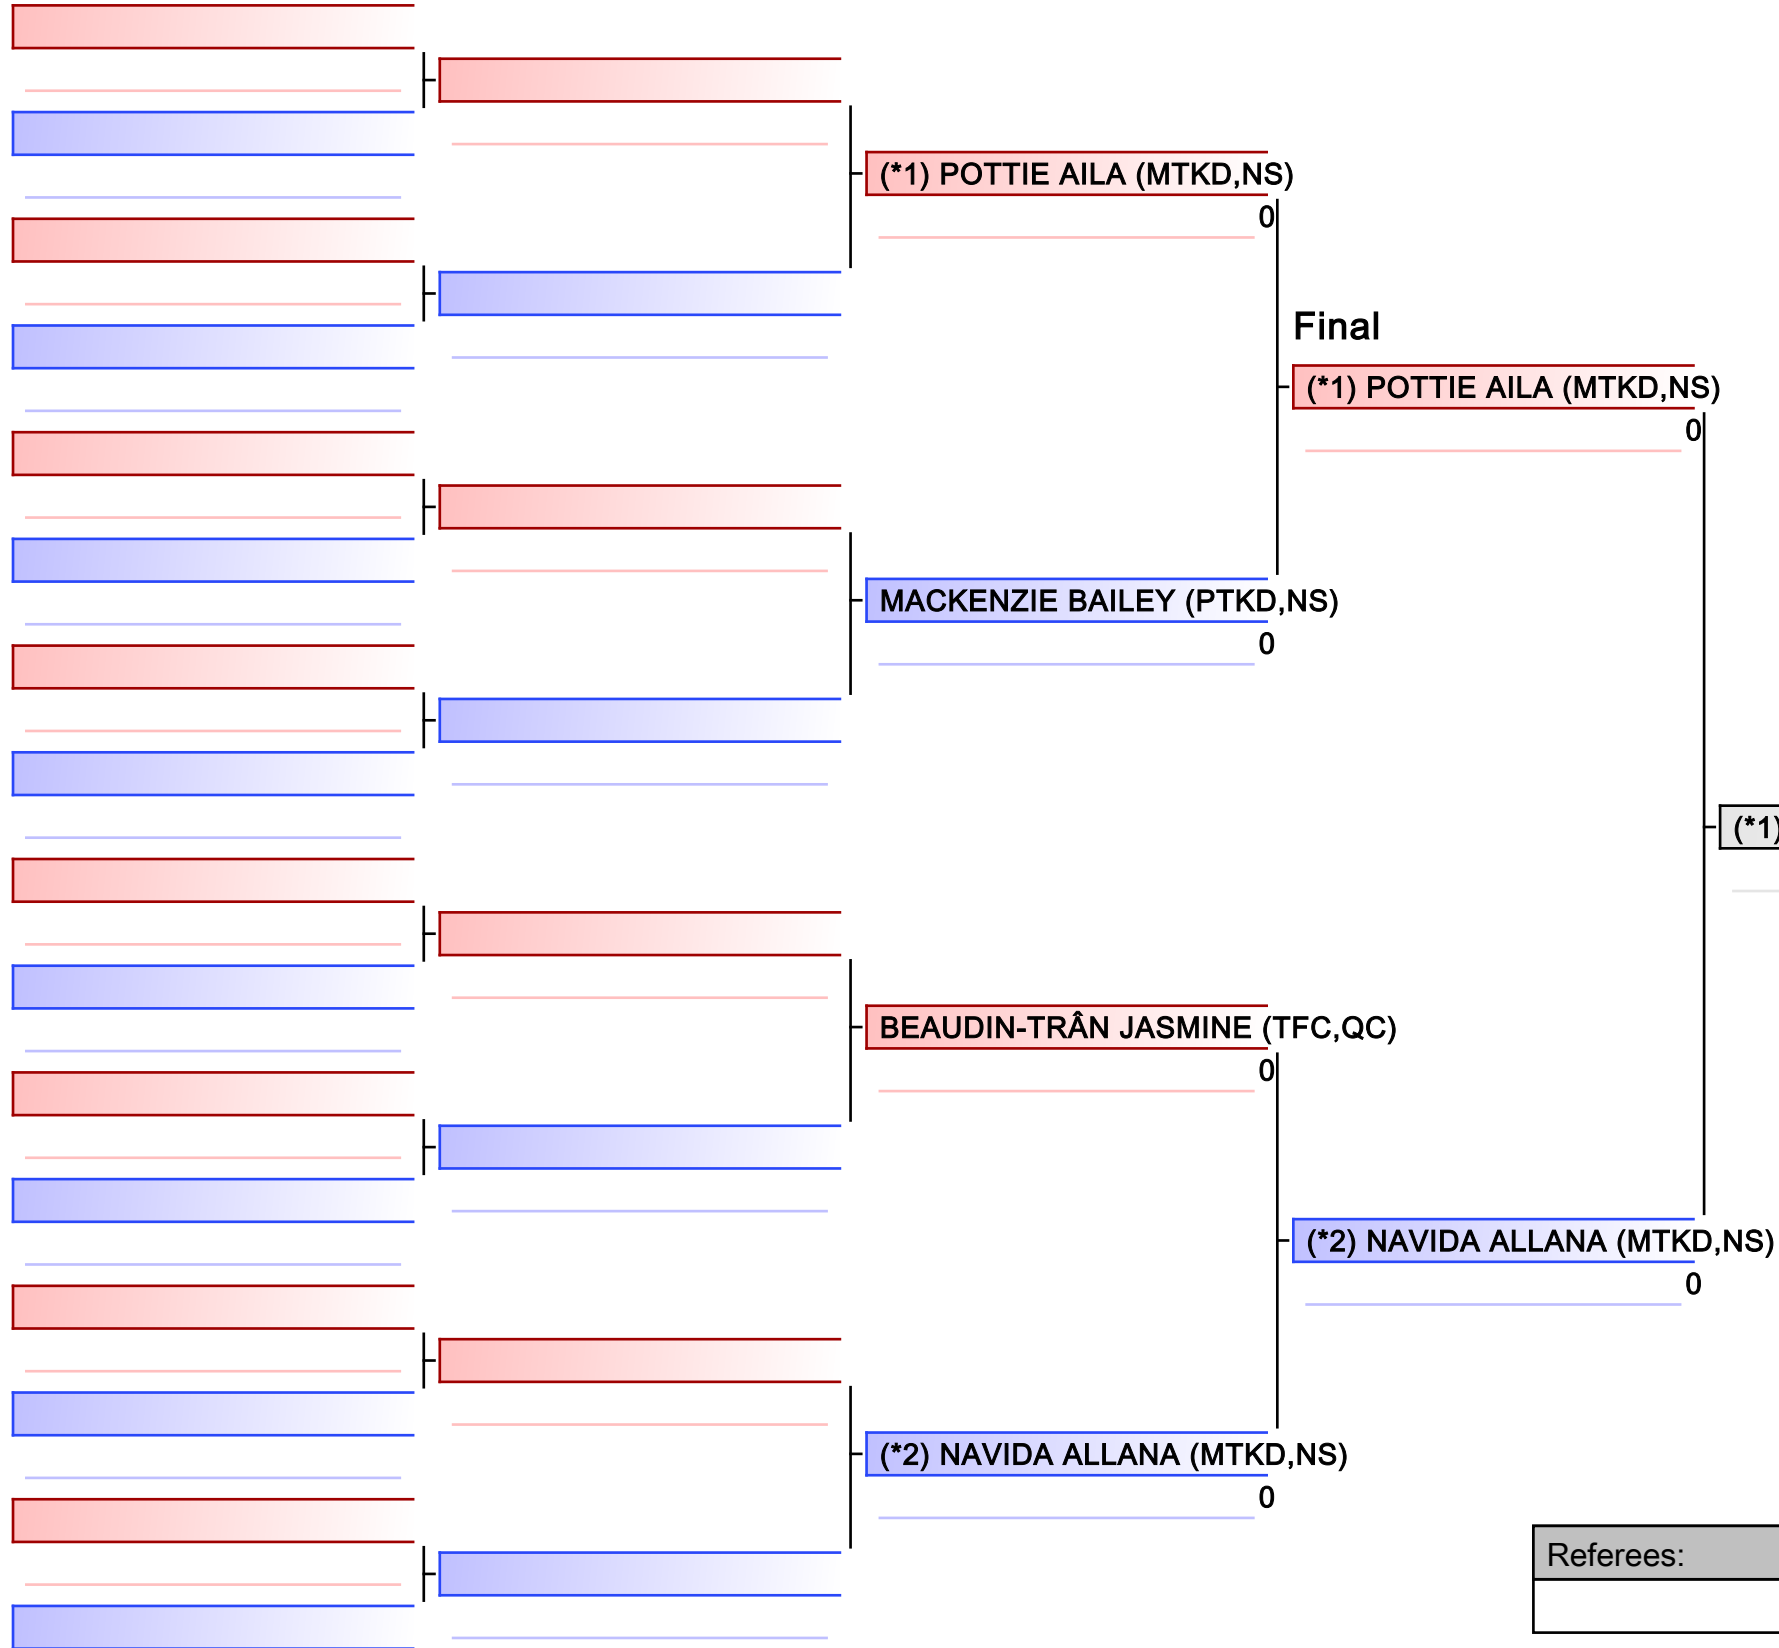 (*1) POTTIE AILA (MTKD,NS)
0
MACKENZIE BAILEY (PTKD,NS)
0
BEAUDIN-TRÂN JASMINE (TFC,QC)
0
(*2) NAVIDA ALLANA (MTKD,NS)
0
Final
(*1) POTTIE AILA (MTKD,NS)
0
(*2) NAVIDA ALLANA (MTKD,NS)
0
(*1)
Referees: